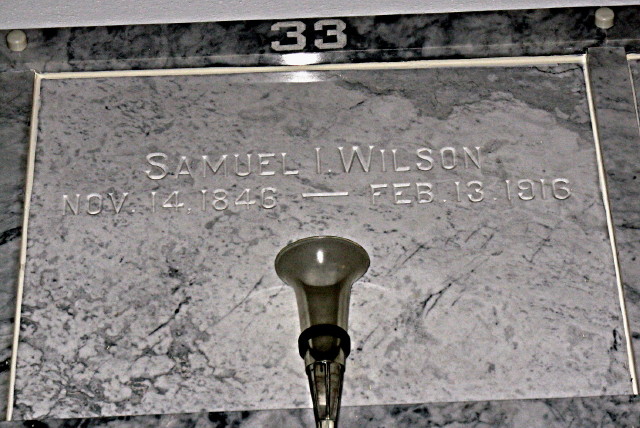 33
SAMUEL I. WILSON
NOV. 14, 1846 — FEB. 13. 1916